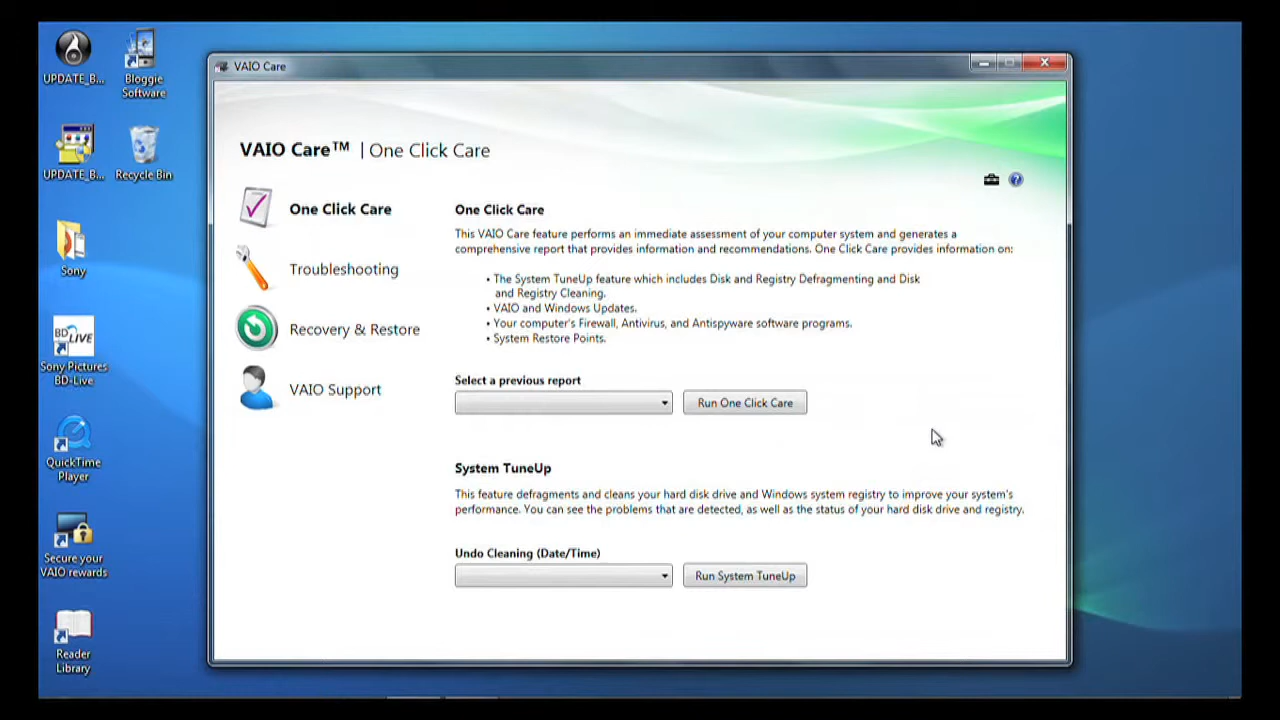 UPDATE_B...
Bloggie
Software
UPDATE_B...
Recycle Bin
Sony
BD LIVE
Sony Pictures
BD-Live
QuickTime
Player
Secure your
VAIO rewards
Reader
Library
VAIO Care
VAIO Care™ | One Click Care
One Click Care
Troubleshooting
Recovery & Restore
VAIO Support
One Click Care
This VAIO Care feature performs an immediate assessment of your computer system and generates a
comprehensive report that provides information and recommendations. One Click Care provides information on:
• The System TuneUp feature which includes Disk and Registry Defragmenting and Disk
and Registry Cleaning.
• VAIO and Windows Updates.
• Your computer's Firewall, Antivirus, and Antispyware software programs.
• System Restore Points.
Select a previous report
Run One Click Care
System TuneUp
This feature defragments and cleans your hard disk drive and Windows system registry to improve your system's
performance. You can see the problems that are detected, as well as the status of your hard disk drive and registry.
Undo Cleaning (Date/Time)
Run System TuneUp